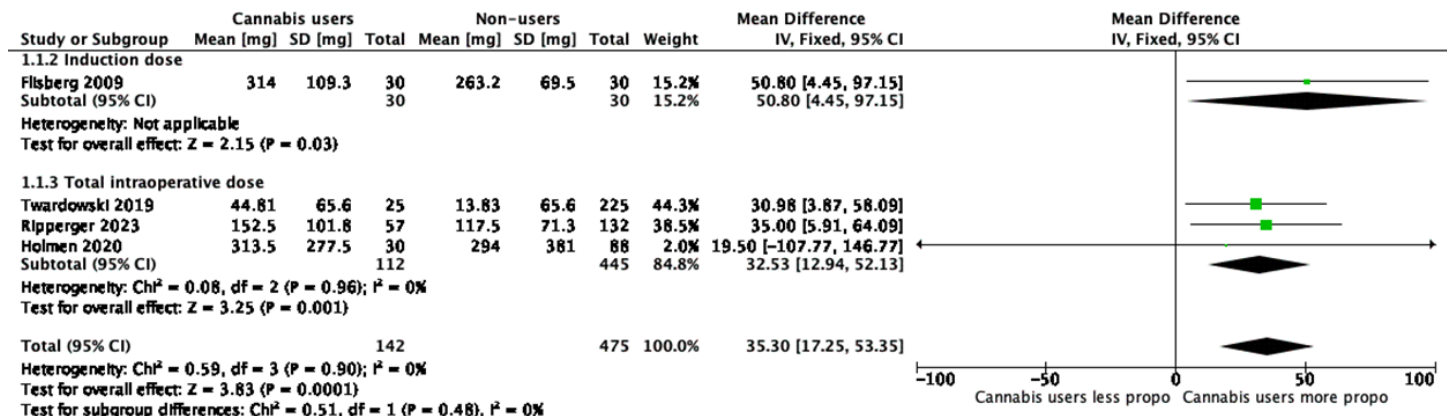 Cannabis users Non-users Mean Difference Mean Difference
Study or Subgroup Mean [mg] SD [mg] Total Mean [mg] SD [mg] Total Weight IV, Fixed, 95% CI IV, Fixed, 95% CI
1.1.2 Induction dose
Flisberg 2009 314 109.3 30 263.2 69.5 30 15.2% 50.80 [4.45, 97.15]
Subtotal (95% CI) 30 30 15.2% 50.80 [4.45, 97.15]
Heterogeneity: Not applicable
Test for overall effect: Z = 2.15 (P = 0.03)
1.1.3 Total intraoperative dose
Twardowski 2019 44.81 65.6 25 13.83 65.6 225 44.3% 30.98 [3.87, 58.09]
Ripperger 2023 152.5 101.8 57 117.5 71.3 132 38.5% 35.00 [5.91, 64.09]
Holmen 2020 313.5 277.5 30 294 381 88 2.0% 19.50 [-107.77, 146.77]
Subtotal (95% CI) 112 445 84.8% 32.53 [12.94, 52.13]
Heterogeneity: Chi² = 0.08, df = 2 (P = 0.96); I² = 0%
Test for overall effect: Z = 3.25 (P = 0.001)
Total (95% CI) 142 475 100.0% 35.30 [17.25, 53.35]
Heterogeneity: Chi² = 0.59, df = 3 (P = 0.90); I² = 0%
Test for overall effect: Z = 3.83 (P = 0.0001)
Test for subgroup differences: Chi² = 0.51, df = 1 (P = 0.48), I² = 0%
-100 -50 0 50 100
Cannabis users less propo Cannabis users more propo